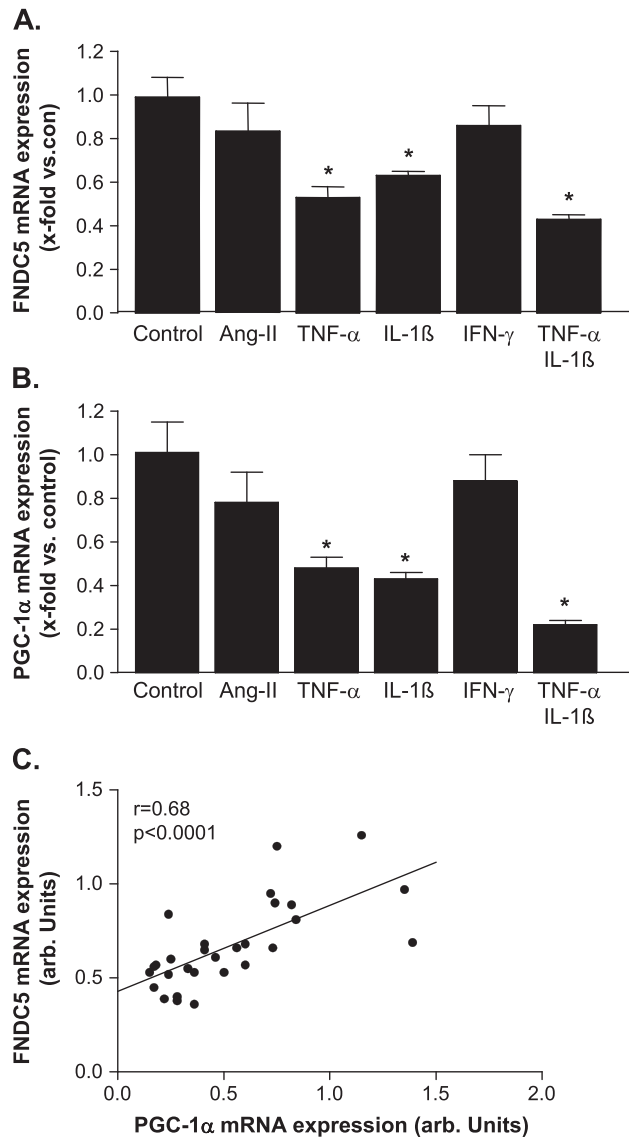 A.
FNDC5 mRNA expression
(x-fold vs.con)
1.2
1.0
0.8
0.6
0.4
0.2
0.0
* * *
Control Ang-II TNF-α IL-1ß IFN-γ TNF-α
IL-1ß
B.
PGC-1α mRNA expression
(x-fold vs. control)
1.2
1.0
0.8
0.6
0.4
0.2
0.0
* * *
Control Ang-II TNF-α IL-1ß IFN-γ TNF-α
IL-1ß
C.
FNDC5 mRNA expression
(arb. Units)
1.5
1.0
0.5
0.0
r=0.68
p<0.0001
0.0 0.5 1.0 1.5 2.0
PGC-1α mRNA expression (arb. Units)